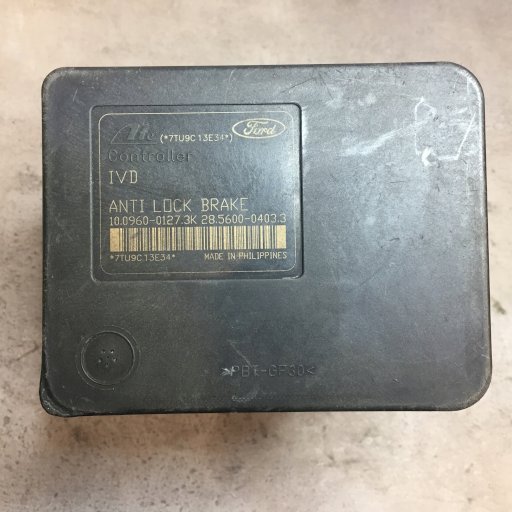 Ate (*7TU9C13E34*) Ford
Controller
IVD
ANTI LOCK BRAKE
10.0960-0127.3K 28.5600-0403.3
*7TU9C13E34* MADE IN PHILIPPINES
>PBT-GF30<